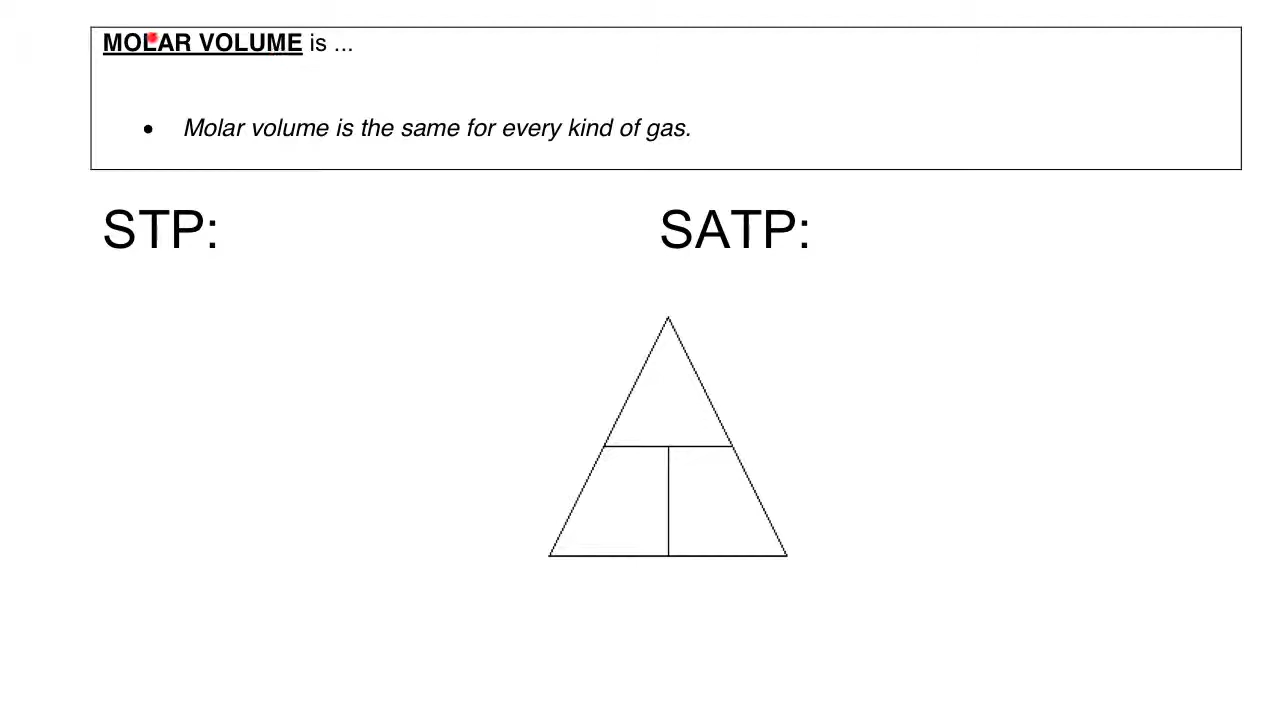 MOLAR VOLUME is ...
• Molar volume is the same for every kind of gas.
STP:
SATP: